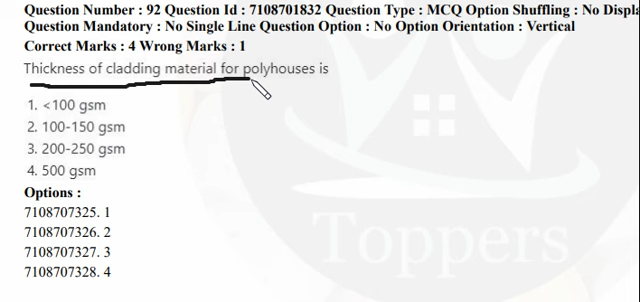 Question Number : 92 Question Id : 7108701832 Question Type : MCQ Option Shuffling : No Displa
Question Mandatory : No Single Line Question Option : No Option Orientation : Vertical
Correct Marks : 4 Wrong Marks : 1
Thickness of cladding material for polyhouses is
1. <100 gsm
2. 100-150 gsm
3. 200-250 gsm
4. 500 gsm
Options :
7108707325. 1
7108707326. 2
7108707327. 3
7108707328. 4
Toppers